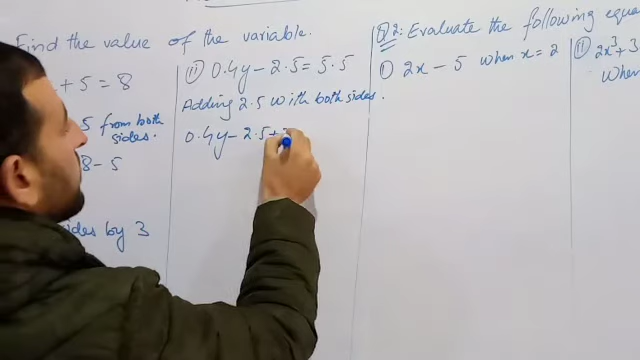 Find the value of the variable.
+ 5 = 8
5 from both sides.
8 - 5
sides by 3
(ii) 0.4y - 2.5 = 5.5
Adding 2.5 with both sides.
0.4y - 2.5 +
Q2: Evaluate the following
(i) 2x - 5 when x = 2
(ii) 2x³ + 3
when